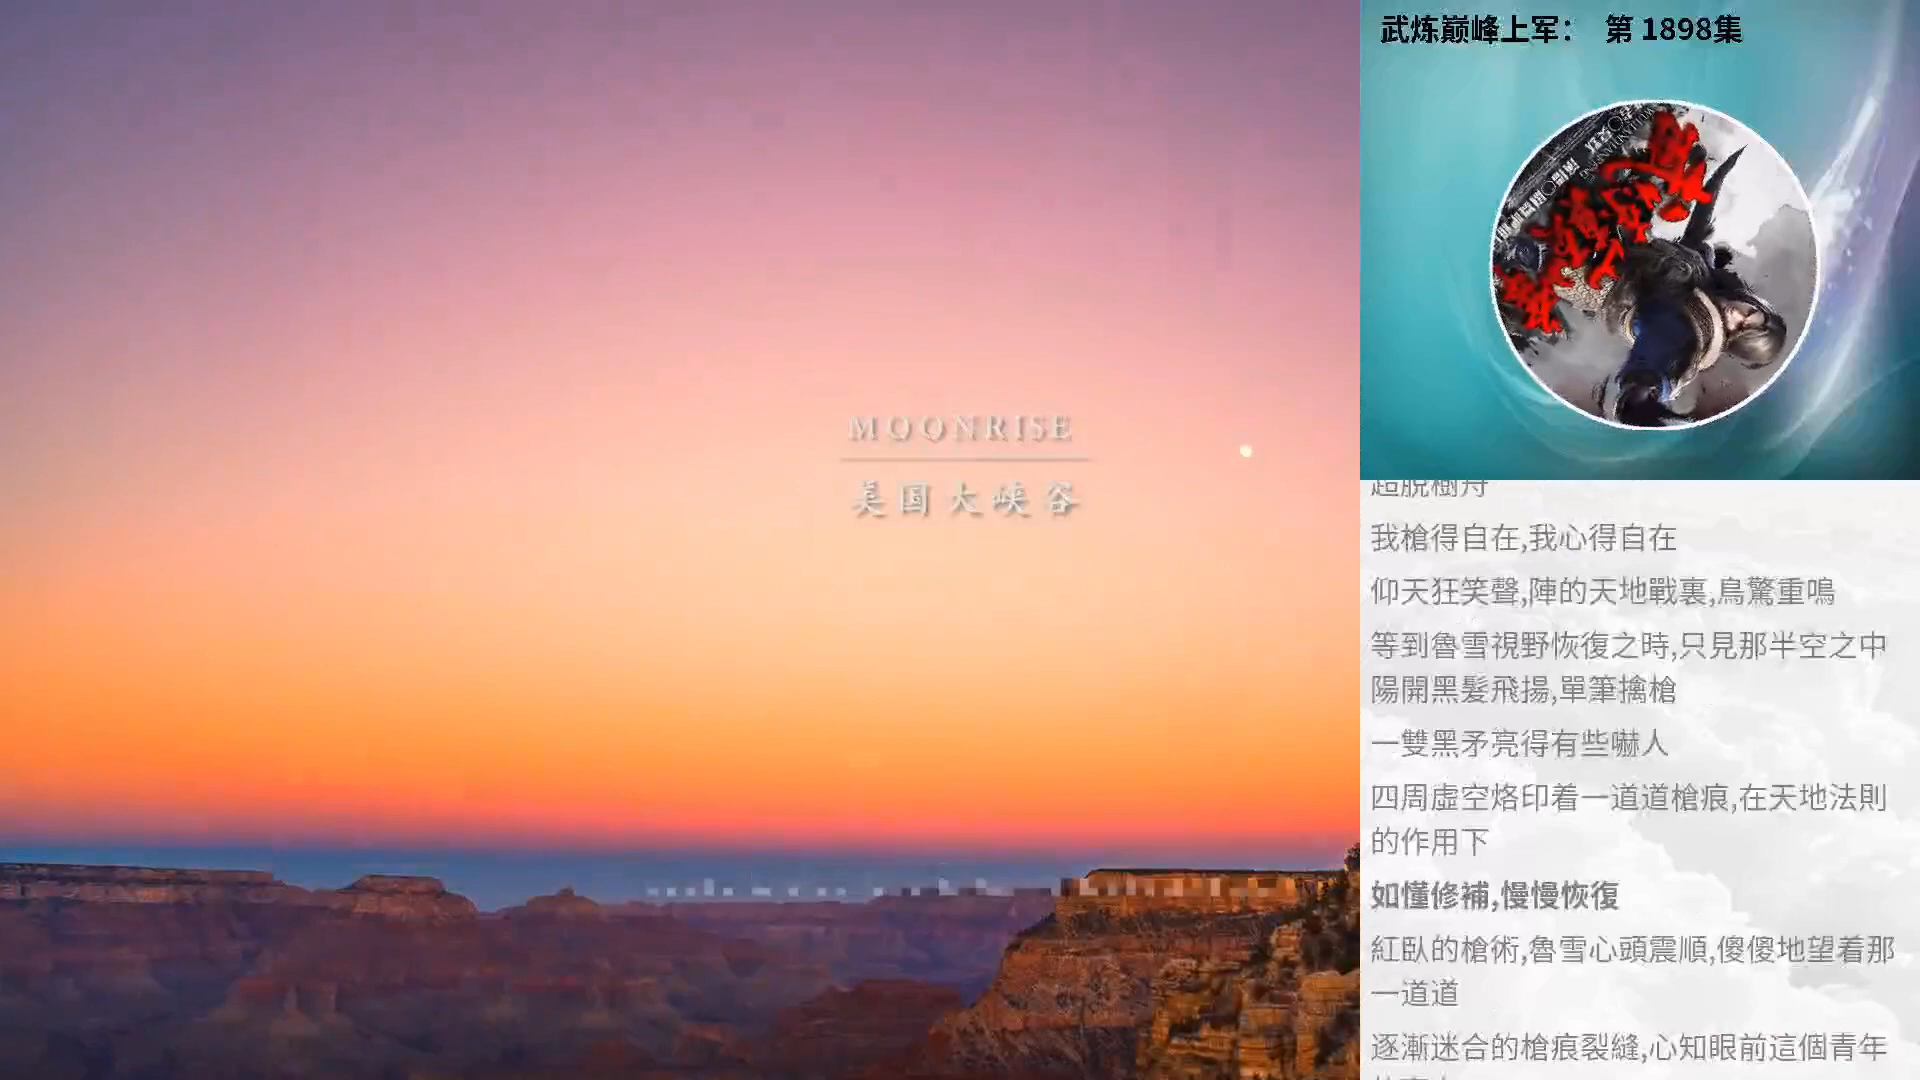 武炼巅峰上军： 第 1898集
MOONRISE
美国大峡谷
超脱樹舟
我槍得自在,我心得自在
仰天狂笑聲,陣的天地戰裏,鳥驚重鳴
等到魯雪視野恢復之時,只見那半空之中
陽開黑髮飛揚,單筆擒槍
一雙黑矛亮得有些嚇人
四周虛空烙印着一道道槍痕,在天地法則
的作用下
如懂修補,慢慢恢復
紅臥的槍術,魯雪心頭震順,傻傻地望着那
一道道
逐漸迷合的槍痕裂縫,心知眼前這個青年